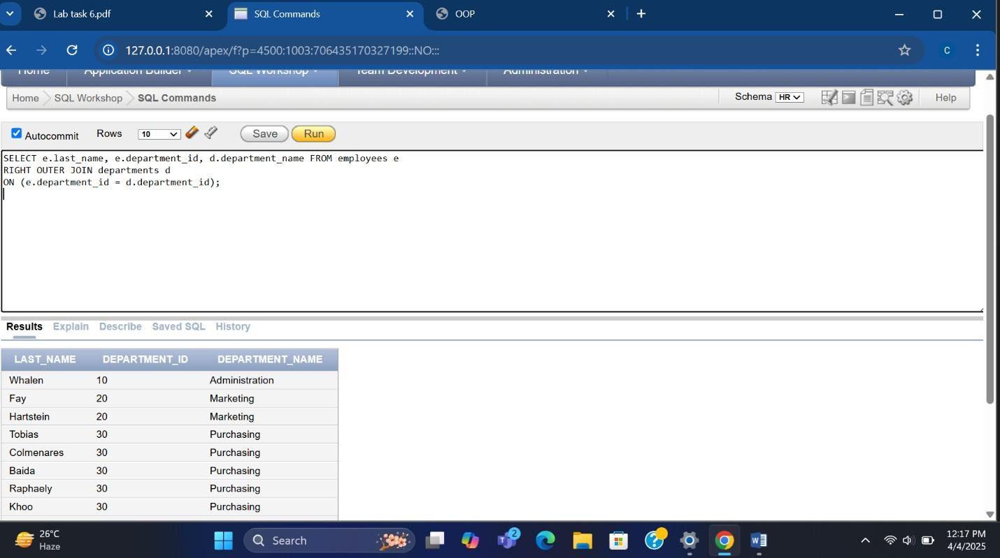 Lab task 6.pdf
SQL Commands
OOP
127.0.0.1:8080/apex/f?p=4500:1003:706435170327199::NO:::
C
Home Application Builder SQL Workshop Team Development Administration
Home SQL Workshop SQL Commands
Schema HR Help
Autocommit Rows 10 Save Run
SELECT e.last_name, e.department_id, d.department_name FROM employees e
RIGHT OUTER JOIN departments d
ON (e.department_id = d.department_id);
Results Explain Describe Saved SQL History
LAST_NAME DEPARTMENT_ID DEPARTMENT_NAME
Whalen 10 Administration
Fay 20 Marketing
Hartstein 20 Marketing
Tobias 30 Purchasing
Colmenares 30 Purchasing
Baida 30 Purchasing
Raphaely 30 Purchasing
Khoo 30 Purchasing
26°C
Haze
Search
2
12:17 PM
4/4/2025